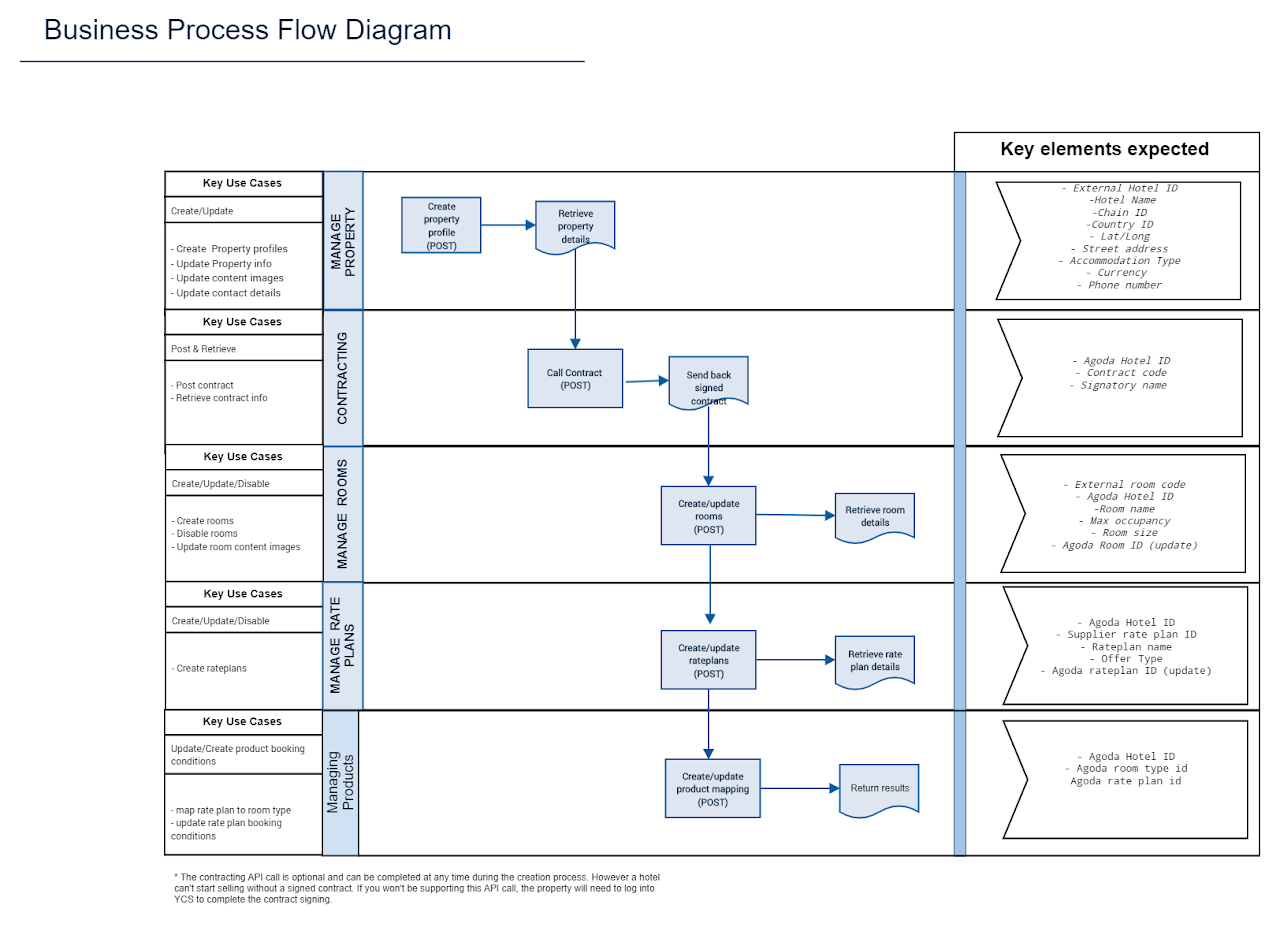 Business Process Flow Diagram
Key elements expected
Key Use Cases
Create/Update
- Create  Property profiles
- Update Property info
- Update content images
- Update contact details
MANAGE
PROPERTY
Create
property
profile
(POST)
Retrieve
property
details
- External Hotel ID
-Hotel Name
-Chain ID
-Country ID
- Lat/Long
- Street address
- Accommodation Type
- Currency
- Phone number
Key Use Cases
Post & Retrieve
- Post contract
- Retrieve contract info
CONTRACTING
Call Contract
(POST)
Send back
signed
contract
- Agoda Hotel ID
- Contract code
- Signatory name
Key Use Cases
Create/Update/Disable
- Create rooms
- Disable rooms
- Update room content images
MANAGE ROOMS
Create/update
rooms
(POST)
Retrieve room
details
- External room code
- Agoda Hotel ID
-Room name
- Max occupancy
- Room size
- Agoda Room ID (update)
Key Use Cases
Create/Update/Disable
- Create rateplans
MANAGE RATE
PLANS
Create/update
rateplans
(POST)
Retrieve rate
plan details
- Agoda Hotel ID
- Supplier rate plan ID
- Rateplan name
- Offer Type
- Agoda rateplan ID (update)
Key Use Cases
Update/Create product booking
conditions
- map rate plan to room type
- update rate plan booking
conditions
Managing
Products
Create/update
product mapping
(POST)
Return results
- Agoda Hotel ID
- Agoda room type id
Agoda rate plan id
* The contracting API call is optional and can be completed at any time during the creation process. However a hotel
can't start selling without a signed contract. If you won't be supporting this API call, the property will need to log into
YCS to complete the contract signing.